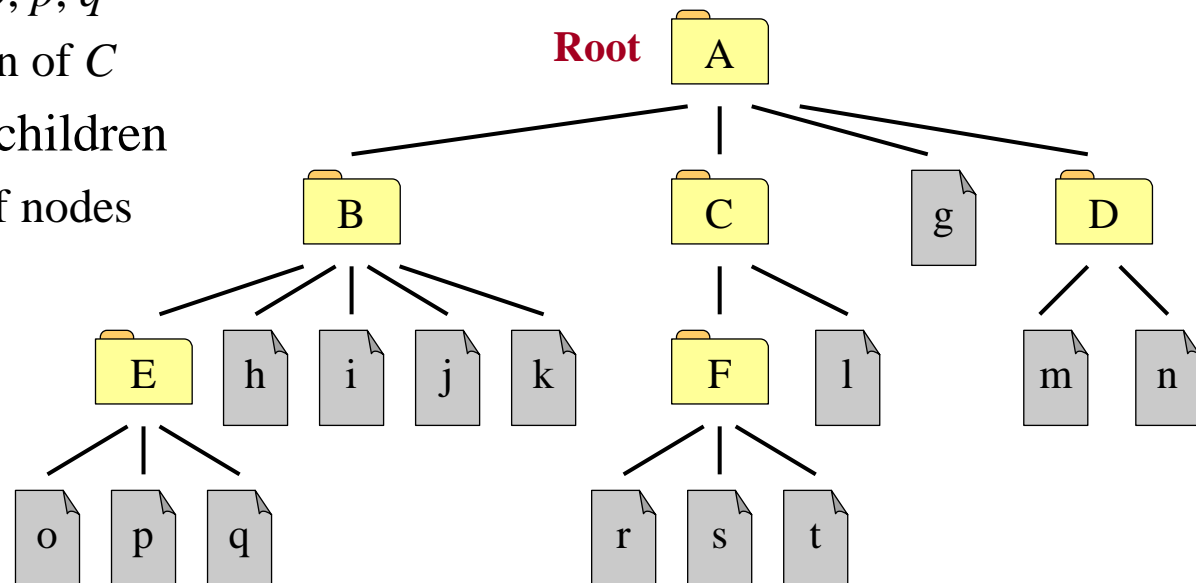 p, q
n of C
children
f nodes
Root
A
B C g D
E h i j k F l m n
o p q r s t